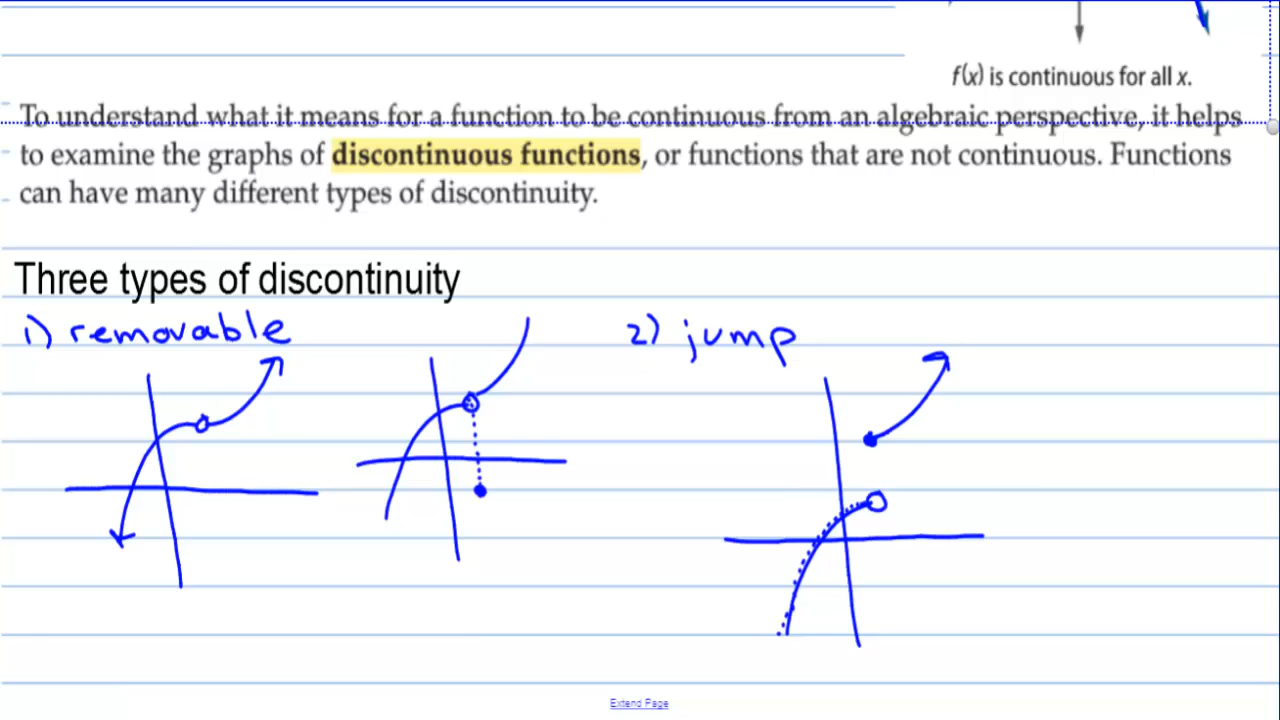 f(x) is continuous for all x.
To understand what it means for a function to be continuous from an algebraic perspective, it helps
to examine the graphs of discontinuous functions, or functions that are not continuous. Functions
can have many different types of discontinuity.
Three types of discontinuity
1) removable
2) jump
Extend Page